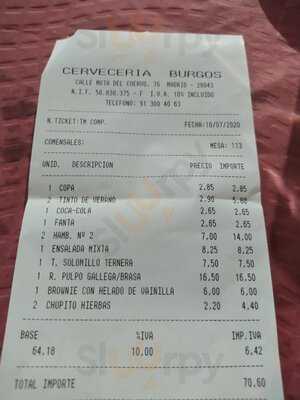 CERVECERIA BURGOS
CALLE MOTA DEL CUERVO, 76 MADRID - 28043
N.I.F. 50.838.375 - F I.V.A. 10% INCLUIDO
TELEFONO: 91 300 40 63
N.TICKET:TM COMP. FECHA:10/07/2020
COMENSALES: MESA: 113
UNID. DESCRIPCION PRECIO IMPORTE
1 COPA 2.85 2.85
2 TINTO DE VERANO 2.90 5.80
1 COCA-COLA 2.65 2.65
1 FANTA 2.65 2.65
2 HAMB. Nº 2 7.00 14.00
1 ENSALADA MIXTA 8.25 8.25
1 T. SOLOMILLO TERNERA 7.50 7.50
1 R. PULPO GALLEGA/BRASA 16.50 16.50
1 BROWNIE CON HELADO DE VAINILLA 6.00 6.00
2 CHUPITO HIERBAS 2.20 4.40
BASE %IVA IMP.IVA
64.18 10.00 6.42
TOTAL IMPORTE 70.60
Sluurpy